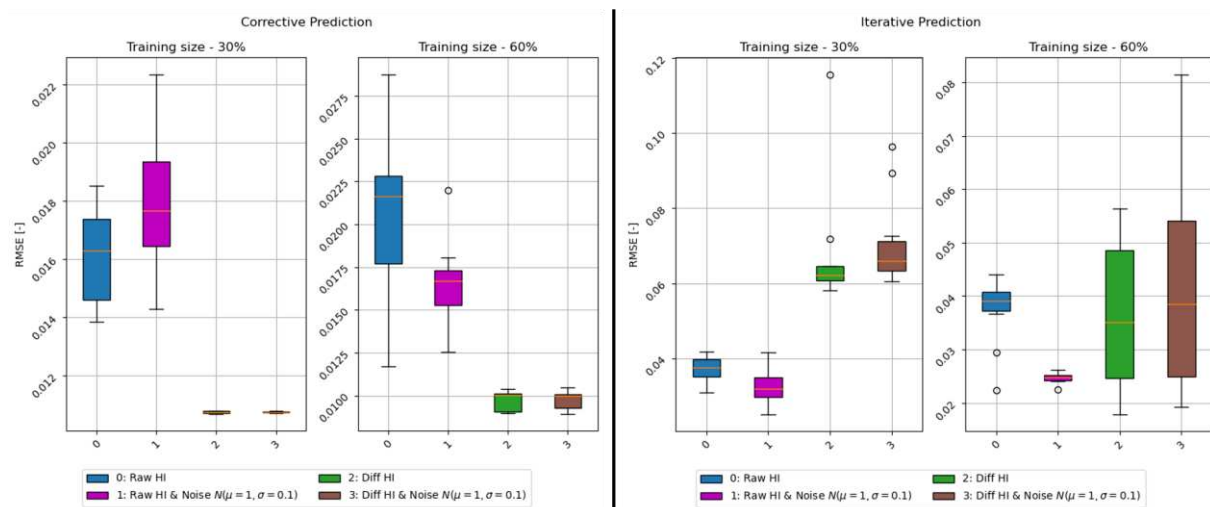 Corrective Prediction
Training size - 30%
Training size - 60%
RMSE [-]
0.022
0.020
0.018
0.016
0.014
0.012
0 1 2 3
0.0275
0.0250
0.0225
0.0200
0.0175
0.0150
0.0125
0.0100
0 1 2 3
0: Raw HI
1: Raw HI & Noise N(μ = 1, σ = 0.1)
2: Diff HI
3: Diff HI & Noise N(μ = 1, σ = 0.1)
Iterative Prediction
Training size - 30%
Training size - 60%
RMSE [-]
0.12
0.10
0.08
0.06
0.04
0 1 2 3
0.08
0.07
0.06
0.05
0.04
0.03
0.02
0 1 2 3
0: Raw HI
1: Raw HI & Noise N(μ = 1, σ = 0.1)
2: Diff HI
3: Diff HI & Noise N(μ = 1, σ = 0.1)